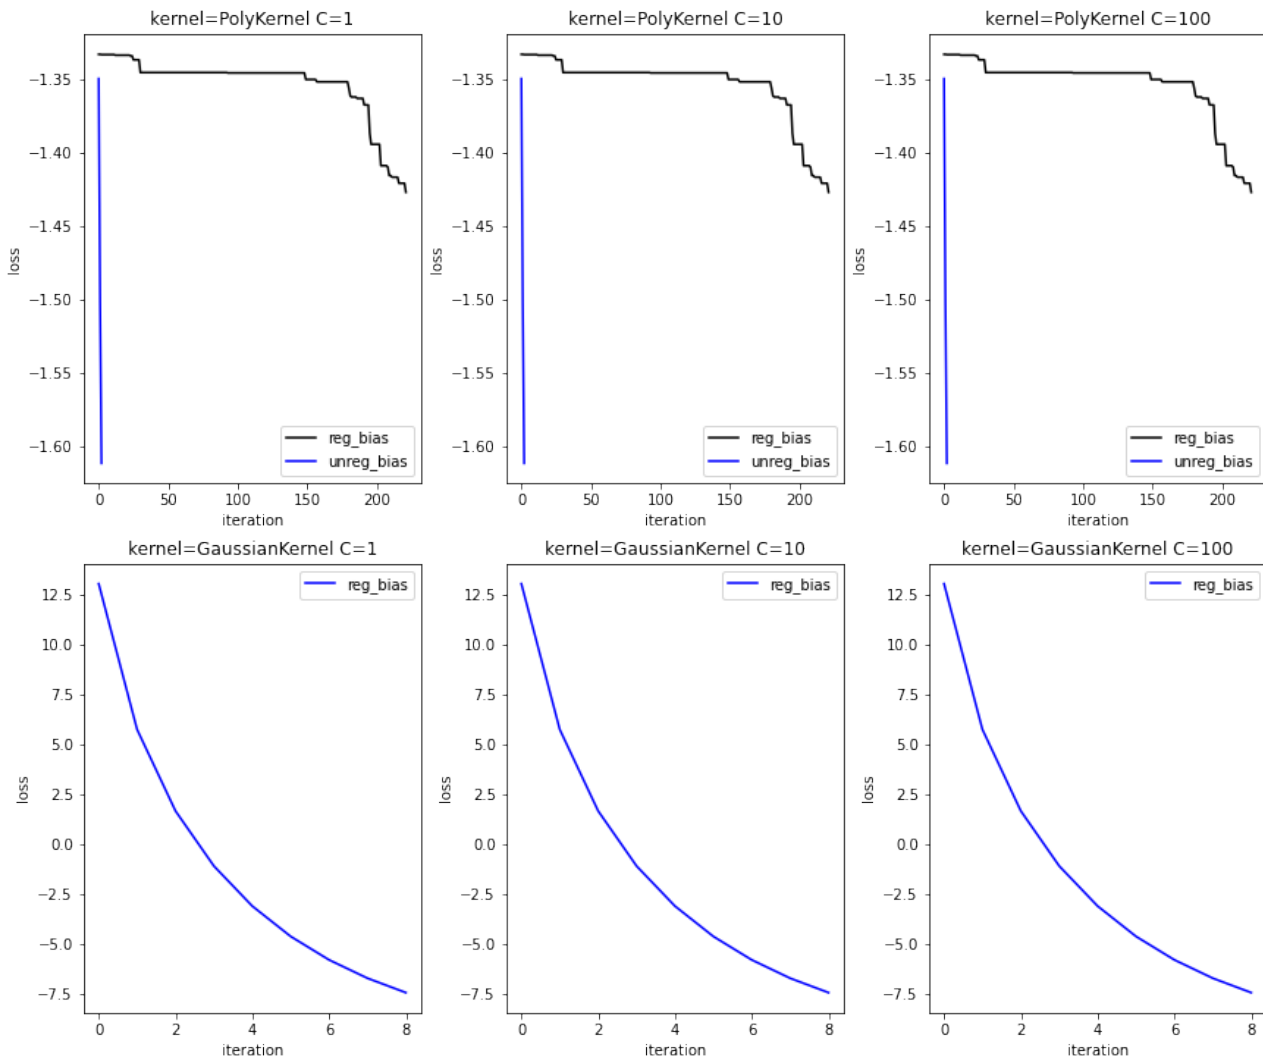 kernel=PolyKernel C=1
loss
−1.35
−1.40
−1.45
−1.50
−1.55
−1.60
0
50
100
150
200
iteration
reg_bias
unreg_bias
kernel=PolyKernel C=10
loss
−1.35
−1.40
−1.45
−1.50
−1.55
−1.60
0
50
100
150
200
iteration
reg_bias
unreg_bias
kernel=PolyKernel C=100
loss
−1.35
−1.40
−1.45
−1.50
−1.55
−1.60
0
50
100
150
200
iteration
reg_bias
unreg_bias
kernel=GaussianKernel C=1
loss
12.5
10.0
7.5
5.0
2.5
0.0
−2.5
−5.0
−7.5
0
2
4
6
8
iteration
reg_bias
kernel=GaussianKernel C=10
loss
12.5
10.0
7.5
5.0
2.5
0.0
−2.5
−5.0
−7.5
0
2
4
6
8
iteration
reg_bias
kernel=GaussianKernel C=100
loss
12.5
10.0
7.5
5.0
2.5
0.0
−2.5
−5.0
−7.5
0
2
4
6
8
iteration
reg_bias